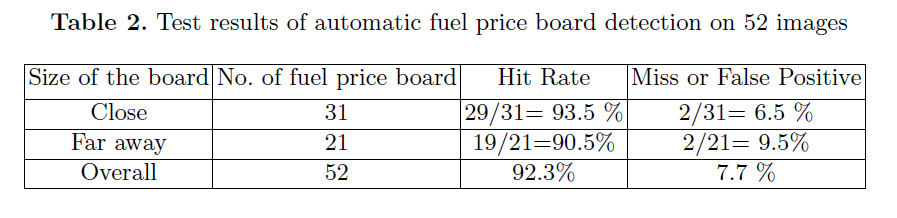 Table 2. Test results of automatic fuel price board detection on 52 images
Size of the board No. of fuel price board Hit Rate Miss or False Positive
Close 31 29/31= 93.5 % 2/31= 6.5 %
Far away 21 19/21=90.5% 2/21= 9.5%
Overall 52 92.3% 7.7 %